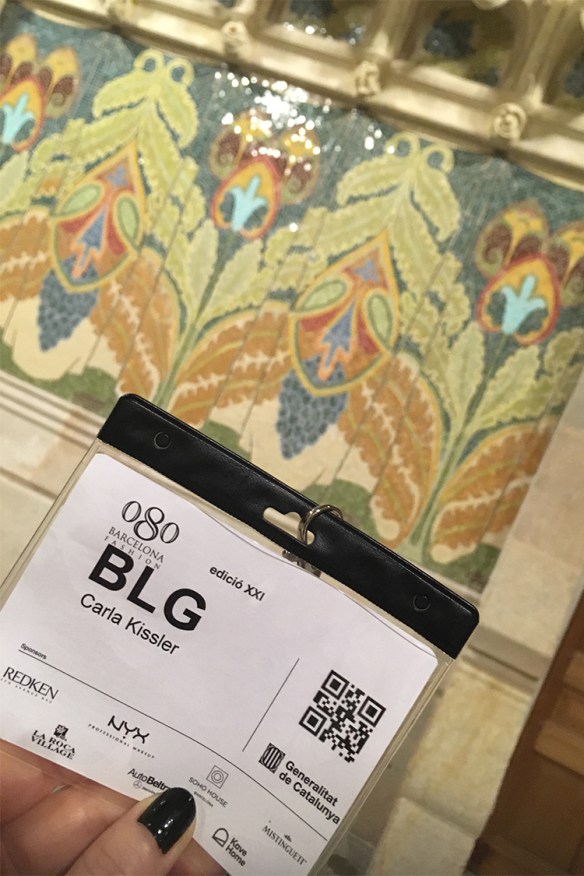 080
BARCELONA
FASHION
edició XXI
BLG
Carla Kissler
Sponsors
REDKEN
NYX
PROFESSIONAL MAKEUP
LA ROCA
VILLAGE
SOHO HOUSE
Generalitat
de Catalunya
Kave
Home
MISTINGUETT